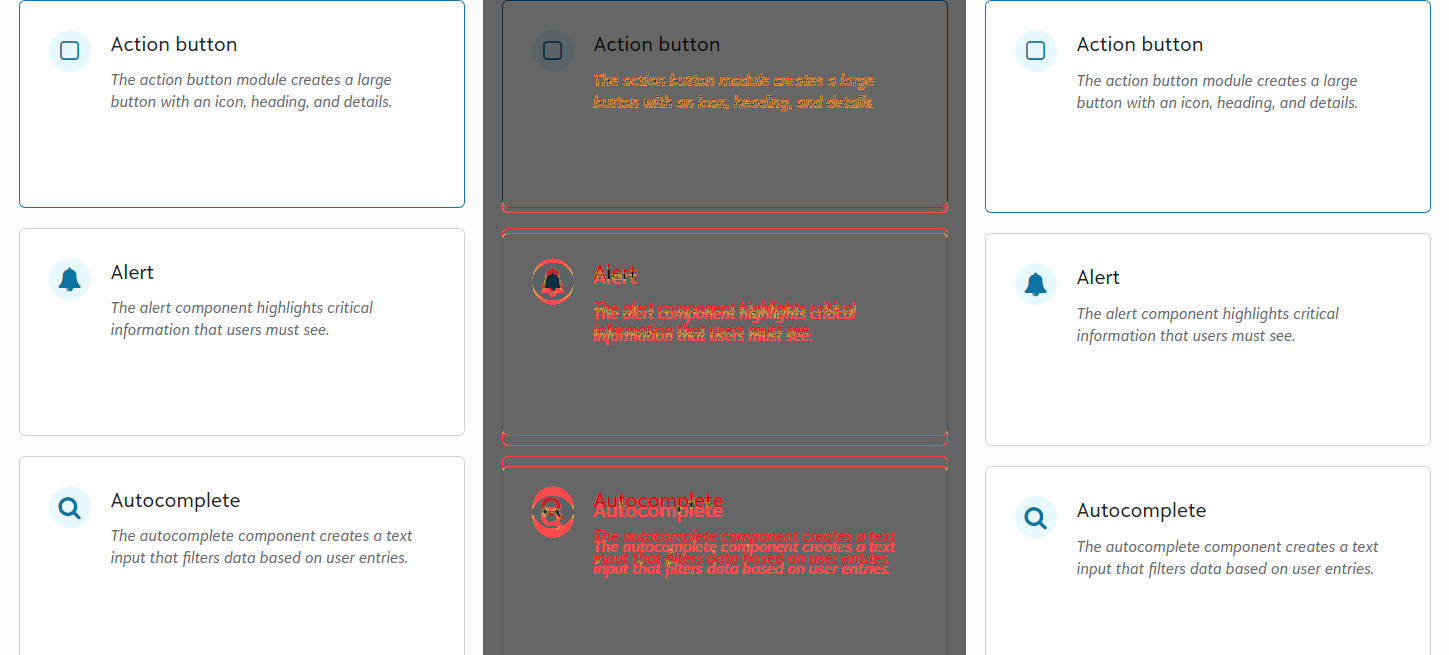 Action button
The action button module creates a large
button with an icon, heading, and details.
Alert
The alert component highlights critical
information that users must see.
Autocomplete
The autocomplete component creates a text
input that filters data based on user entries.
Action button
The action button module creates a large
button with an icon, heading, and details.
Alert
The alert component highlights critical
information that users must see.
Autocomplete
The autocomplete component creates a text
input that filters data based on user entries.
Action button
The action button module creates a large
button with an icon, heading, and details.
Alert
The alert component highlights critical
information that users must see.
Autocomplete
The autocomplete component creates a text
input that filters data based on user entries.